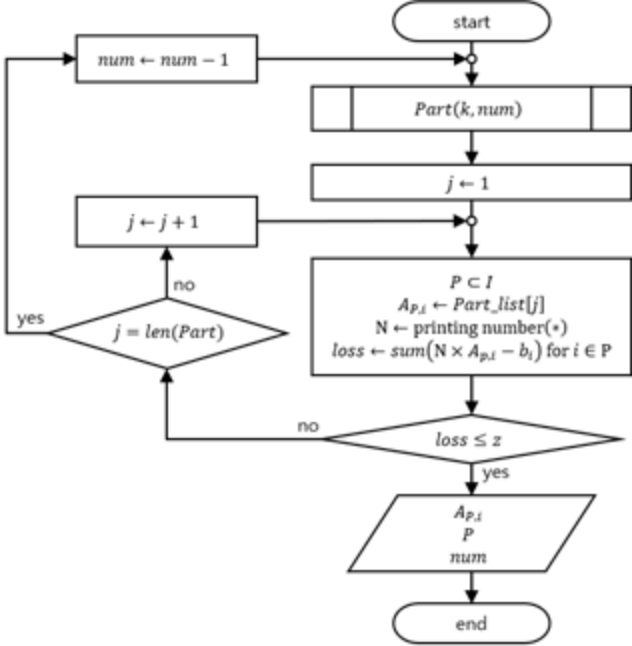 start
num ← num − 1
Part(k, num)
j ← 1
j ← j + 1
P ⊂ I
A_{P,i} ← Part_list[j]
N ← printing number(∗)
loss ← sum(N × A_{p,i} − b_i) for i ∈ P
no
yes
j = len(Part)
no
loss ≤ z
yes
A_{P,i}
P
num
end